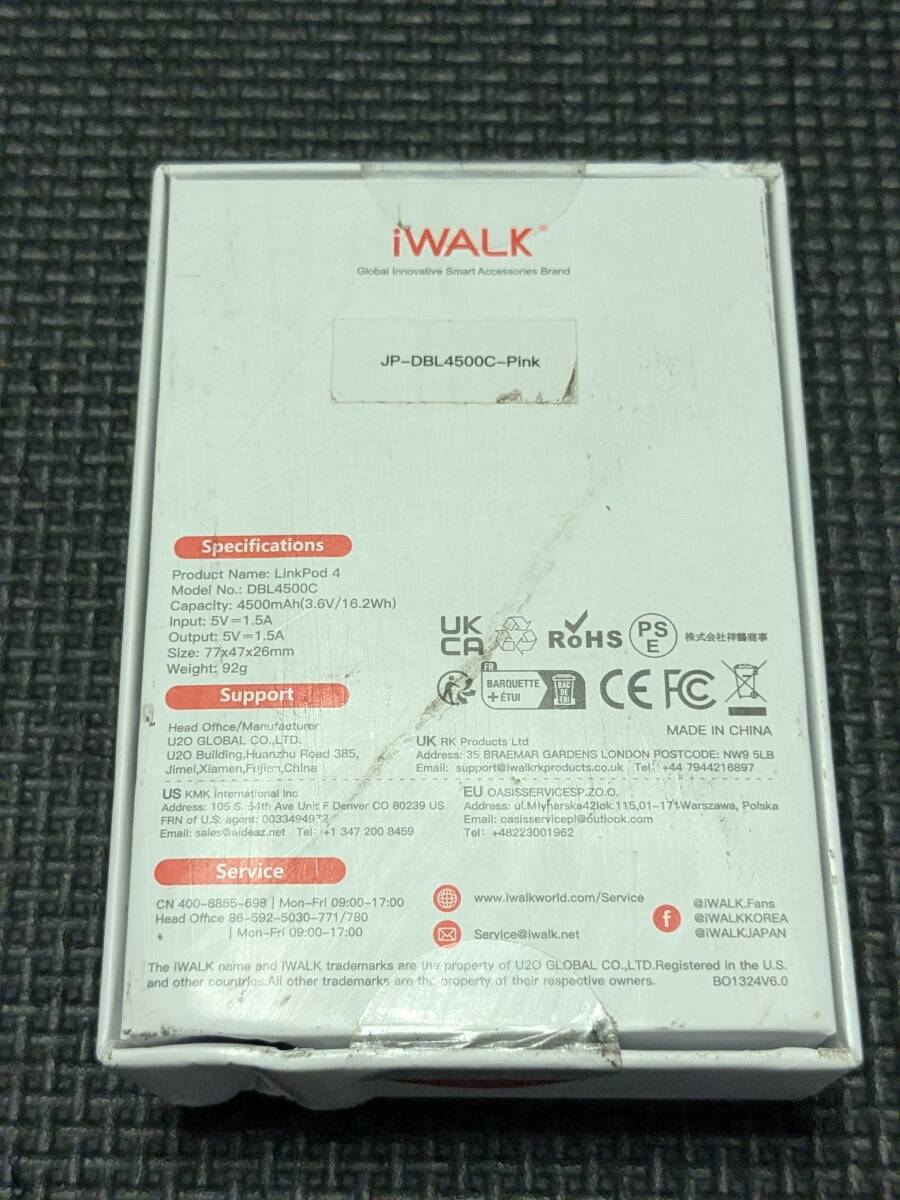 iWALK®
Global Innovative Smart Accessories Brand
JP-DBL4500C-Pink
Specifications
Product Name: LinkPod 4
Model No.: DBL4500C
Capacity: 4500mAh(3.6V/16.2Wh)
Input: 5V⎓1.5A
Output: 5V⎓1.5A
Size: 77x47x26mm
Weight: 92g
UK
CA
RoHS
PS
E
株式会社祥鶴商事
FR
BARQUETTE
+ ÉTUI
BAC
DE
TRI
CE FC
MADE IN CHINA
Support
Head Office/Manufacturer
U2O GLOBAL CO.,LTD.
U2O Building,Huanzhu Road 385,
Jimei,Xiamen,Fujian,China
UK RK Products Ltd
Address: 35 BRAEMAR GARDENS LONDON POSTCODE: NW9 5LB
Email: support@iwalkrkproducts.co.uk Tel: +44 7944216897
US KMK International Inc
Address: 105 S. 54th Ave Unit F Denver CO 80239 US
FRN of U.S. agent: 0033494972
Email: sales@aideaz.net Tel: +1 347 200 8459
EU OASISSERVICESP.ZO.O.
Address: ul.Mlynarska42lok.115,01-171Warszawa, Polska
Email: oasisservicepl@outlook.com
Tel: +48223001962
Service
CN 400-8855-698 | Mon-Fri 09:00-17:00
Head Office 86-592-5030-771/780
| Mon-Fri 09:00-17:00
www.iwalkworld.com/Service
Service@iwalk.net
@iWALK.Fans
@iWALKKOREA
@iWALKJAPAN
The iWALK name and iWALK trademarks are the property of U2O GLOBAL CO.,LTD.Registered in the U.S.
and other countries.All other trademarks are the property of their respective owners.
BO1324V6.0